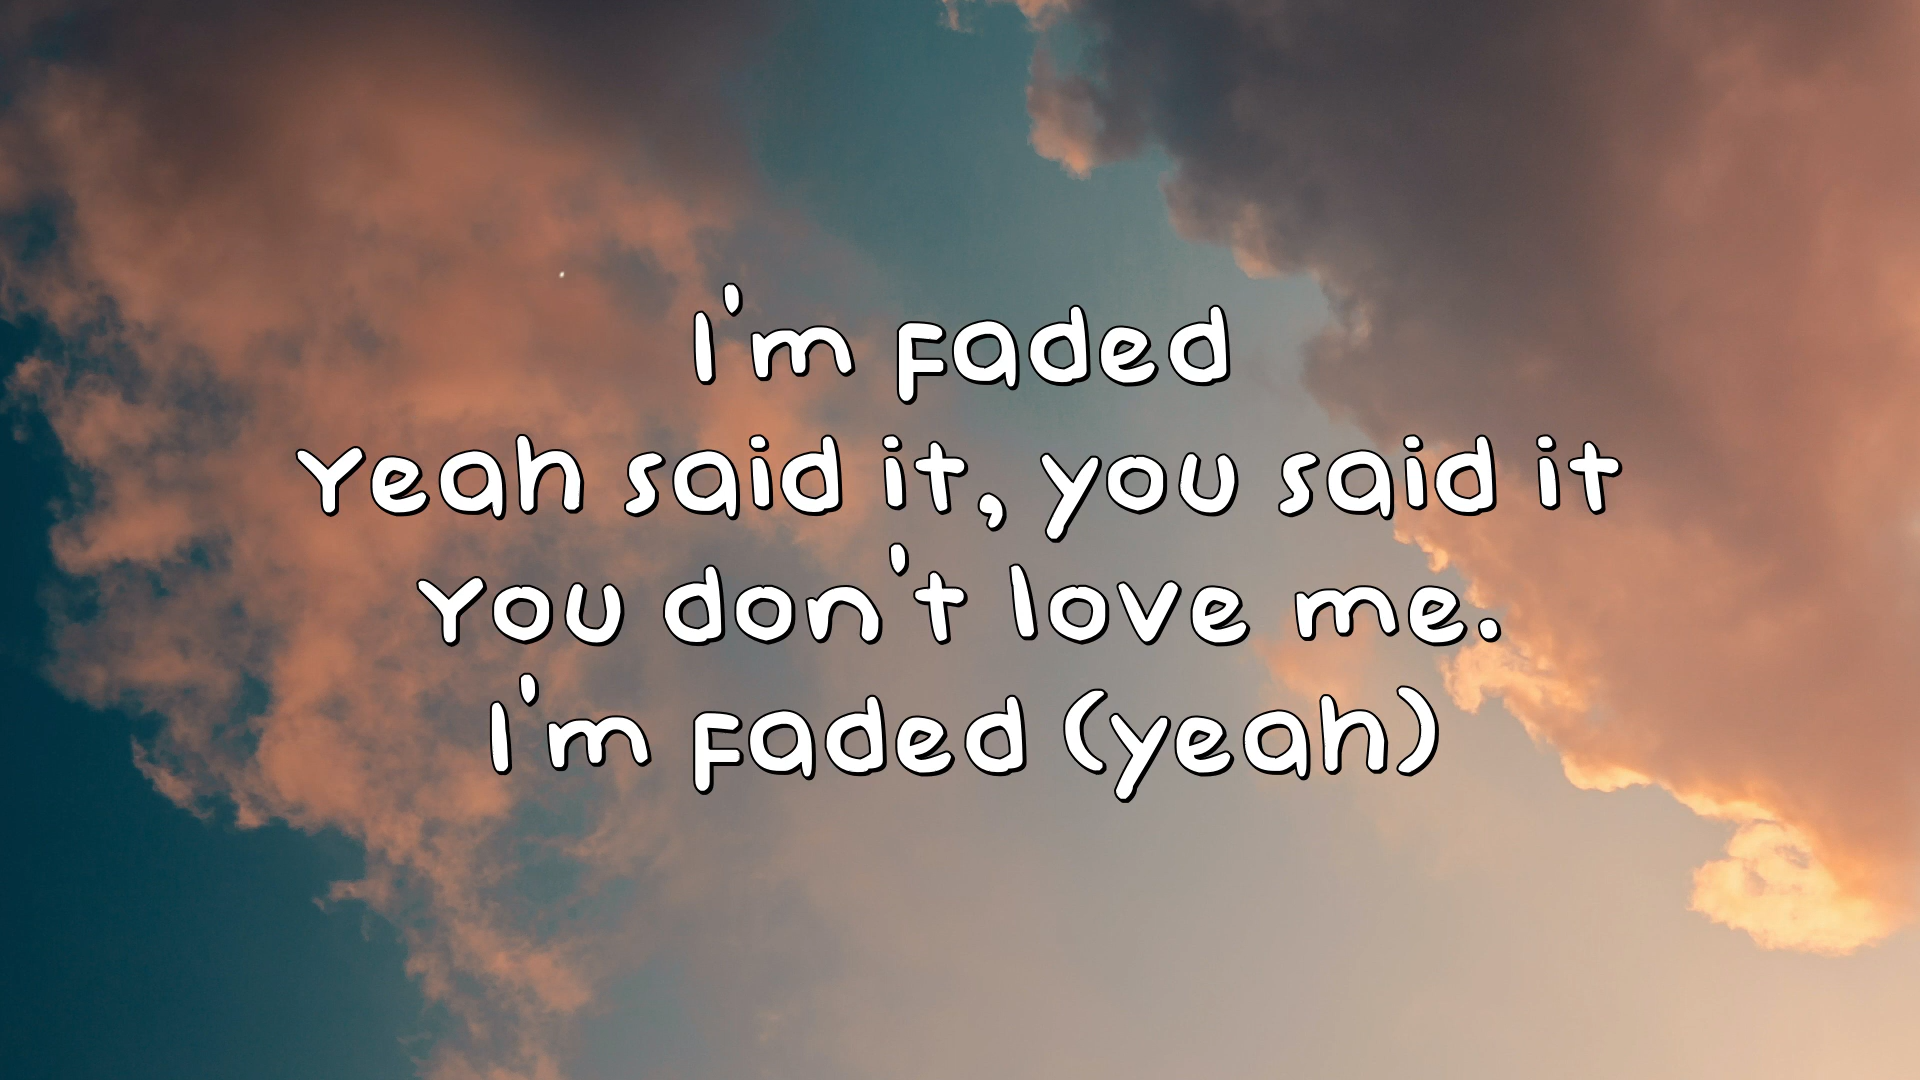 I'm faded
Yeah said it, you said it
You don't love me.
I'm faded (yeah)